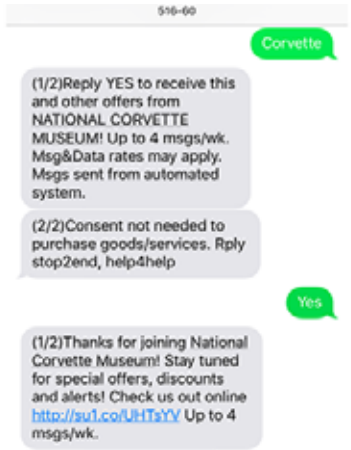 516-60
Corvette
(1/2)Reply YES to receive this
and other offers from
NATIONAL CORVETTE
MUSEUM! Up to 4 msgs/wk.
Msg&Data rates may apply.
Msgs sent from automated
system.
(2/2)Consent not needed to
purchase goods/services. Rply
stop2end, help4help
Yes
(1/2)Thanks for joining National
Corvette Museum! Stay tuned
for special offers, discounts
and alerts! Check us out online
http://su1.co/UHTsYV Up to 4
msgs/wk.